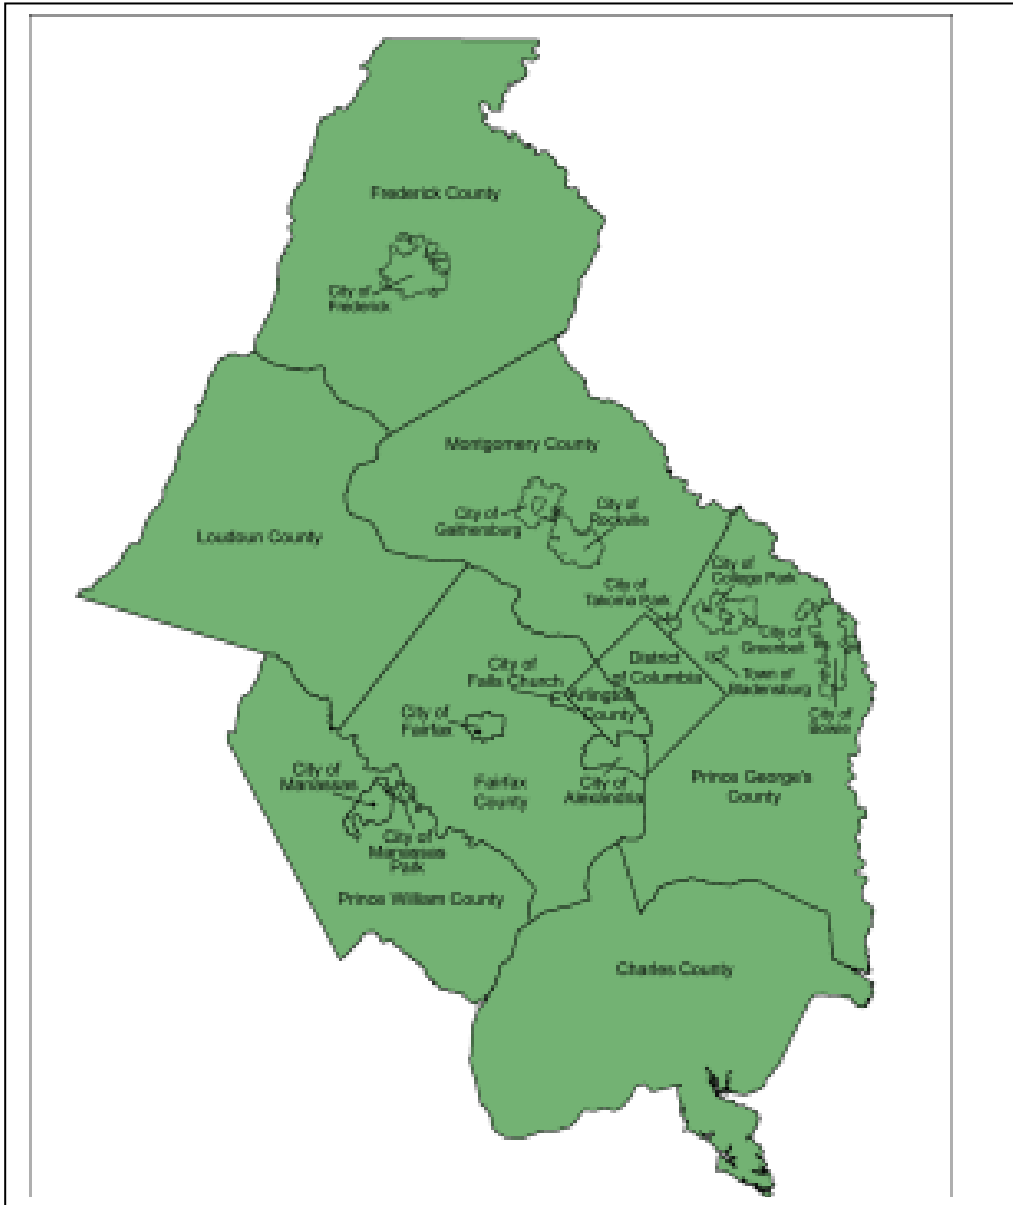 Frederick County
City of
Frederick
Montgomery County
City of
Gaithersburg
City of
Rockville
Loudoun County
City of
College Park
City of
Takoma Park
City of
Greenbelt
Town of
Bladensburg
City of
Bowie
District
of Columbia
City of
Falls Church
Arlington
County
City of
Fairfax
City of
Manassas
City of
Manassas
Park
Fairfax
County
City of
Alexandria
Prince George's
County
Prince William County
Charles County